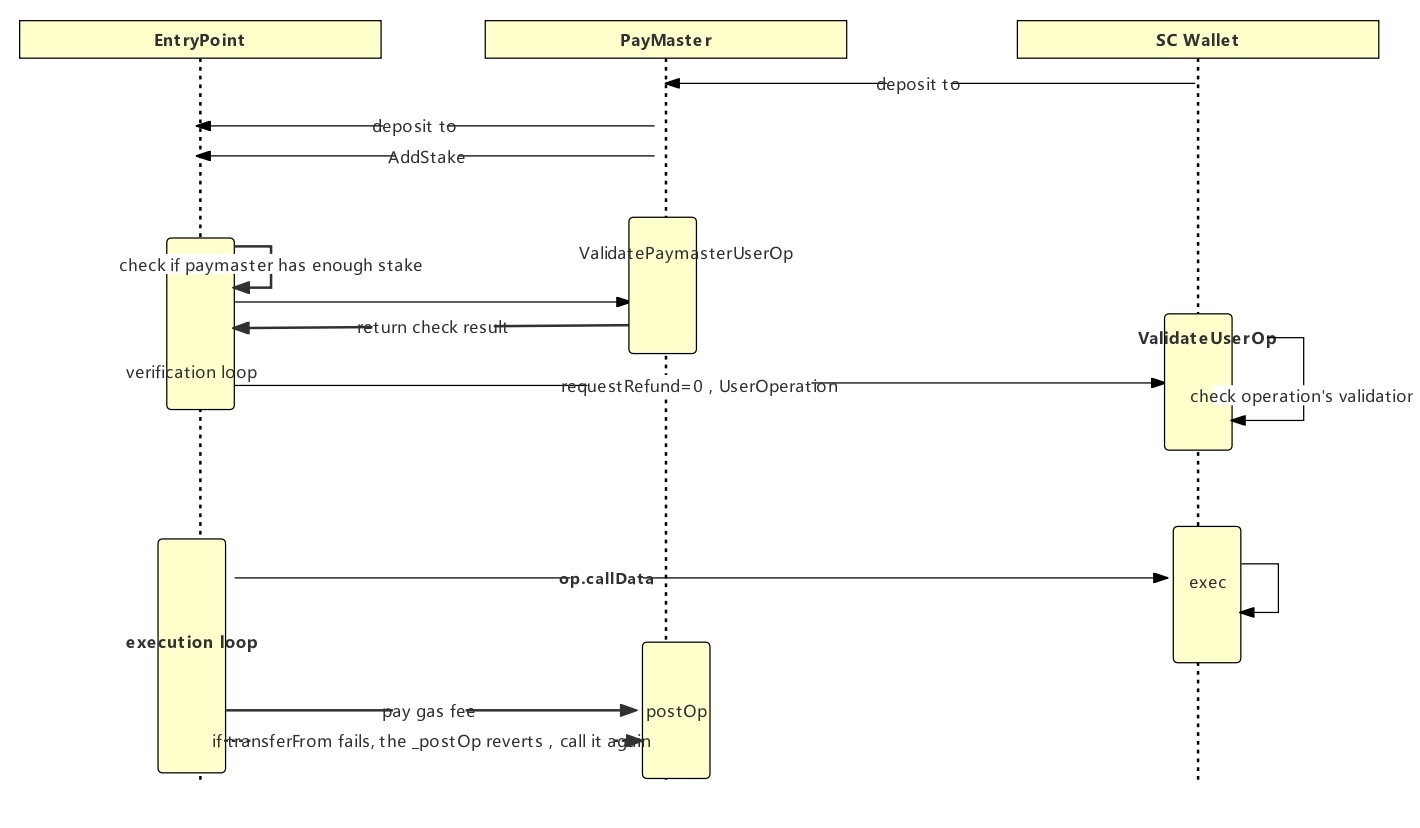 EntryPoint
PayMaster
SC Wallet
deposit to
deposit to
AddStake
ValidatePaymasterUserOp
check if paymaster has enough stake
return check result
ValidateUserOp
verification loop
requestRefund=0 , UserOperation
check operation's validation
op.callData
exec
execution loop
pay gas fee
postOp
if transferFrom fails, the _postOp reverts , call it again